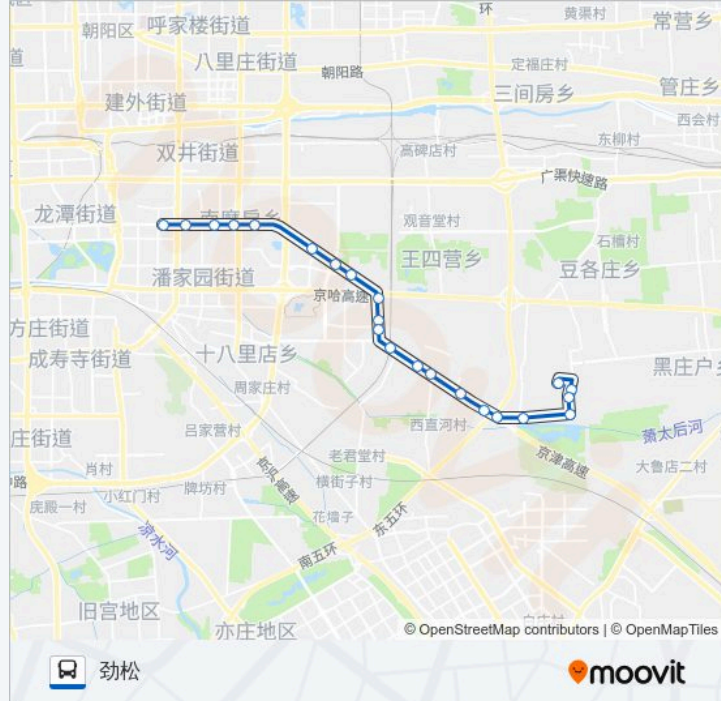 黄渠村
常营乡
呼家楼街道
朝阳区
环
八里庄街道
朝阳路
定福庄村
管庄乡
三间房乡
建外街道
西会村
东柳村
双井街道
高碑店村
广渠快速路
龙潭街道
南磨房乡
观音堂村
石槽村
王四营乡
豆各庄乡
潘家园街道
京哈高速
方庄街道
十八里店乡
成寿寺街道
黑庄户乡
周家庄村
西直河村
萧太后河
庄街道
吕家营村
老君堂村
京津高速
大鲁店二村
肖村
京沪高速
横街子村
中路
牌坊村
小红门村
花墙子
东五环
凉水河
南五环
旧宫地区
亦庄地区
© OpenStreetMap contributors | © OpenMapTiles
劲松
moovit